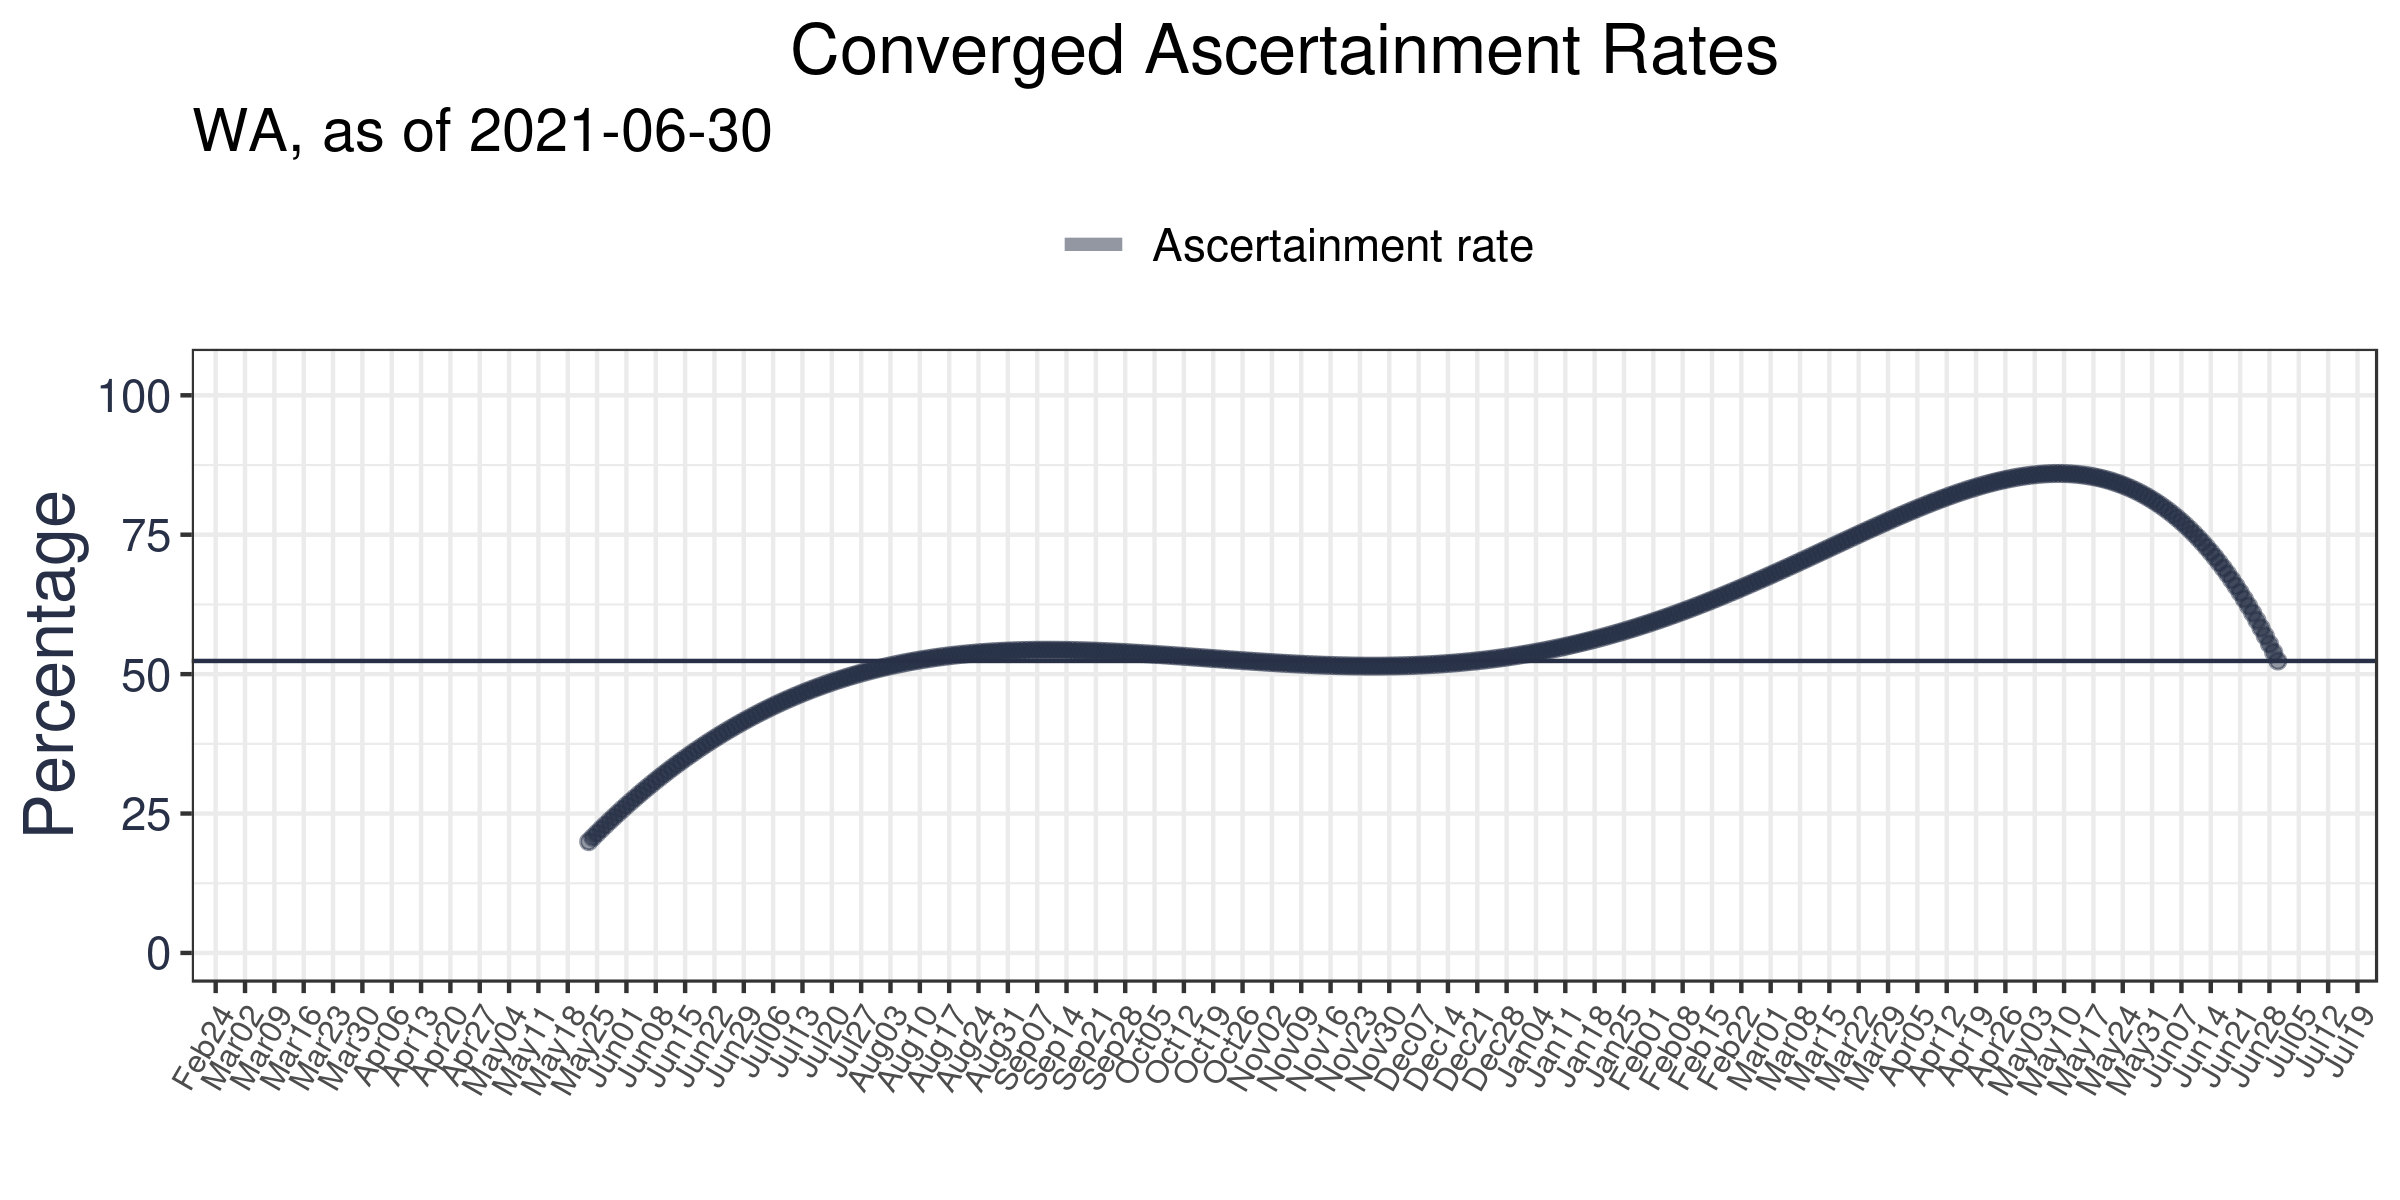 Converged Ascertainment Rates
WA, as of 2021-06-30
Ascertainment rate
Percentage
100
75
50
25
0
Feb24 Mar02 Mar09 Mar16 Mar23 Mar30 Apr06 Apr13 Apr20 Apr27 May04 May11 May18 May25 Jun01 Jun08 Jun15 Jun22 Jun29 Jul06 Jul13 Jul20 Jul27 Aug03 Aug10 Aug17 Aug24 Aug31 Sep07 Sep14 Sep21 Sep28 Oct05 Oct12 Oct19 Oct26 Nov02 Nov09 Nov16 Nov23 Nov30 Dec07 Dec14 Dec21 Dec28 Jan04 Jan11 Jan18 Jan25 Feb01 Feb08 Feb15 Feb22 Mar01 Mar08 Mar15 Mar22 Mar29 Apr05 Apr12 Apr19 Apr26 May03 May10 May17 May24 May31 Jun07 Jun14 Jun21 Jun28 Jul05 Jul12 Jul19